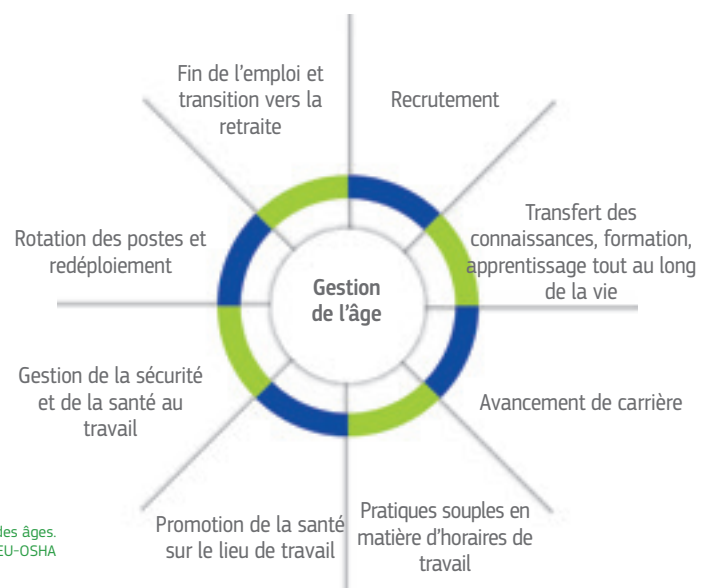 Fin de l'emploi et
transition vers la
retraite
Recrutement
Transfert des
connaissances, formation,
apprentissage tout au long
de la vie
Rotation des postes et
redéploiement
Gestion
de l'âge
Gestion de la sécurité
et de la santé au
travail
Avancement de carrière
Promotion de la santé
sur le lieu de travail
Pratiques souples en
matière d'horaires de
travail
des âges.
EU-OSHA